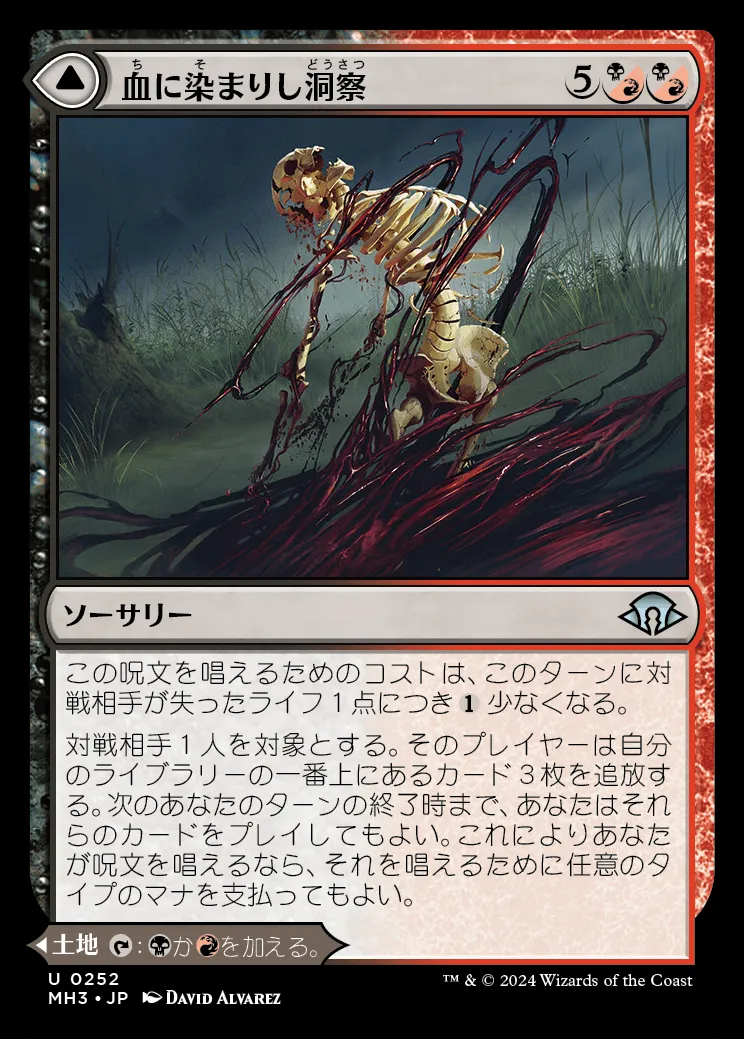 ち そ どうさつ
血に染まりし洞察 5
ソーサリー
この呪文を唱えるためのコストは、このターンに対
戦相手が失ったライフ1点につき 1 少なくなる。
対戦相手1人を対象とする。そのプレイヤーは自分
のライブラリーの一番上にあるカード3枚を追放す
る。次のあなたのターンの終了時まで、あなたはそれ
らのカードをプレイしてもよい。これによりあなた
が呪文を唱えるなら、それを唱えるために任意のタ
イプのマナを支払ってもよい。
土地 : か を加える。
U 0252
MH3 • JP DAVID ALVAREZ
™ & © 2024 Wizards of the Coast